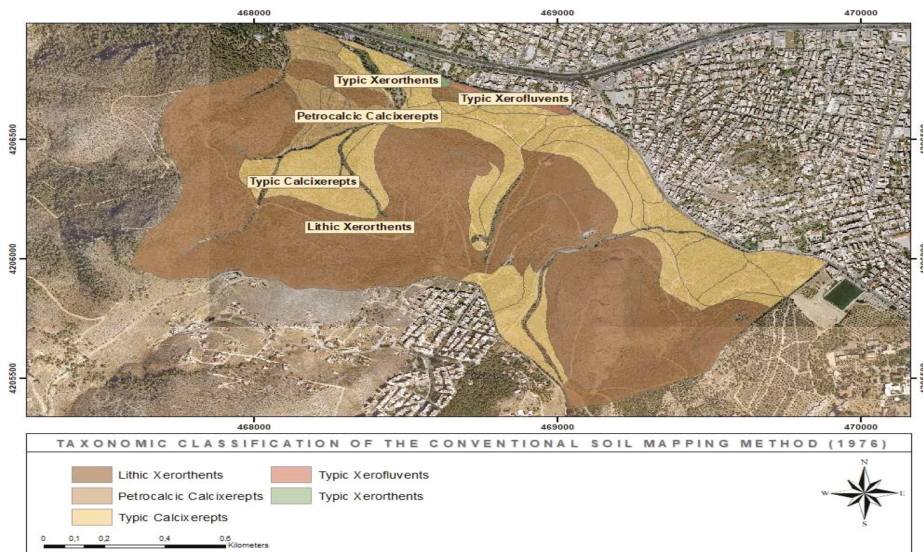 468000 469000 470000
Typic Xerorthents
Typic Xerofluvents
Petrocalcic Calcixerepts
4206500
Typic Calcixerepts
Lithic Xerorthents
4206000
4205500
468000 469000 470000
TAXONOMIC CLASSIFICATION OF THE CONVENTIONAL SOIL MAPPING METHOD (1976)
Lithic Xerorthents Typic Xerofluvents
Petrocalcic Calcixerepts Typic Xerorthents
Typic Calcixerepts
N
W E
S
0 0,1 0,2 0,4 0,6
Kilometers